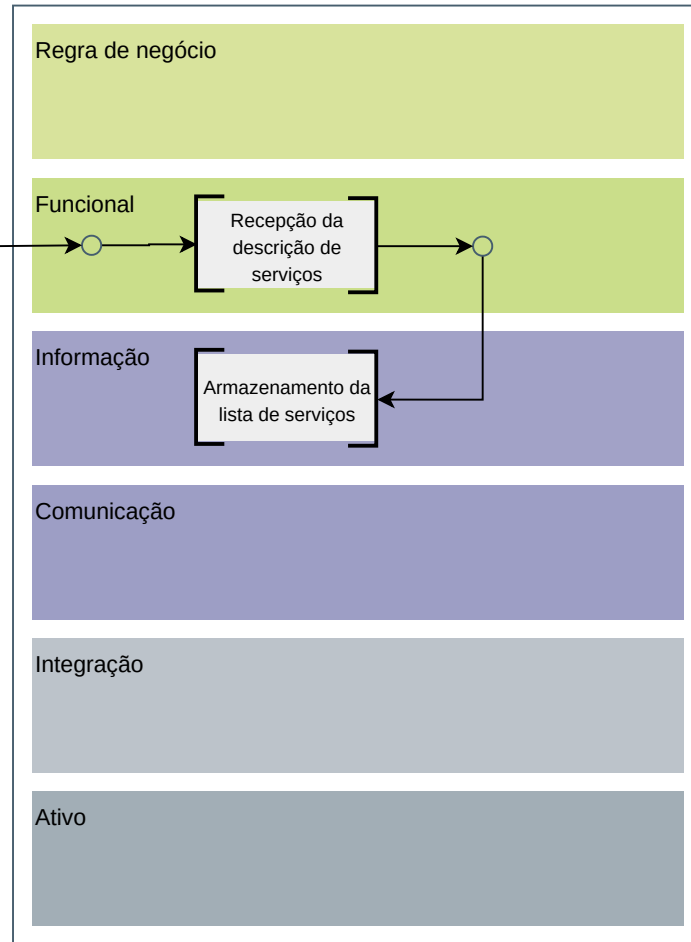 Regra de negócio
Funcional
Recepção da
descrição de
serviços
Informação
Armazenamento da
lista de serviços
Comunicação
Integração
Ativo